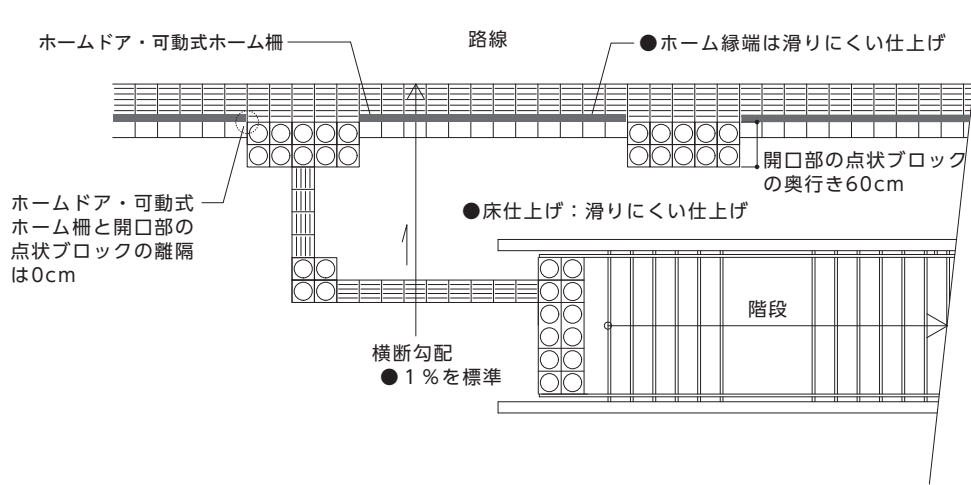 ホームドア・可動式ホーム柵
路線
●ホーム縁端は滑りにくい仕上げ
開口部の点状ブロック
の奥行き60cm
ホームドア・可動式
ホーム柵と開口部の
点状ブロックの離隔
は0cm
●床仕上げ：滑りにくい仕上げ
階段
横断勾配
●１％を標準